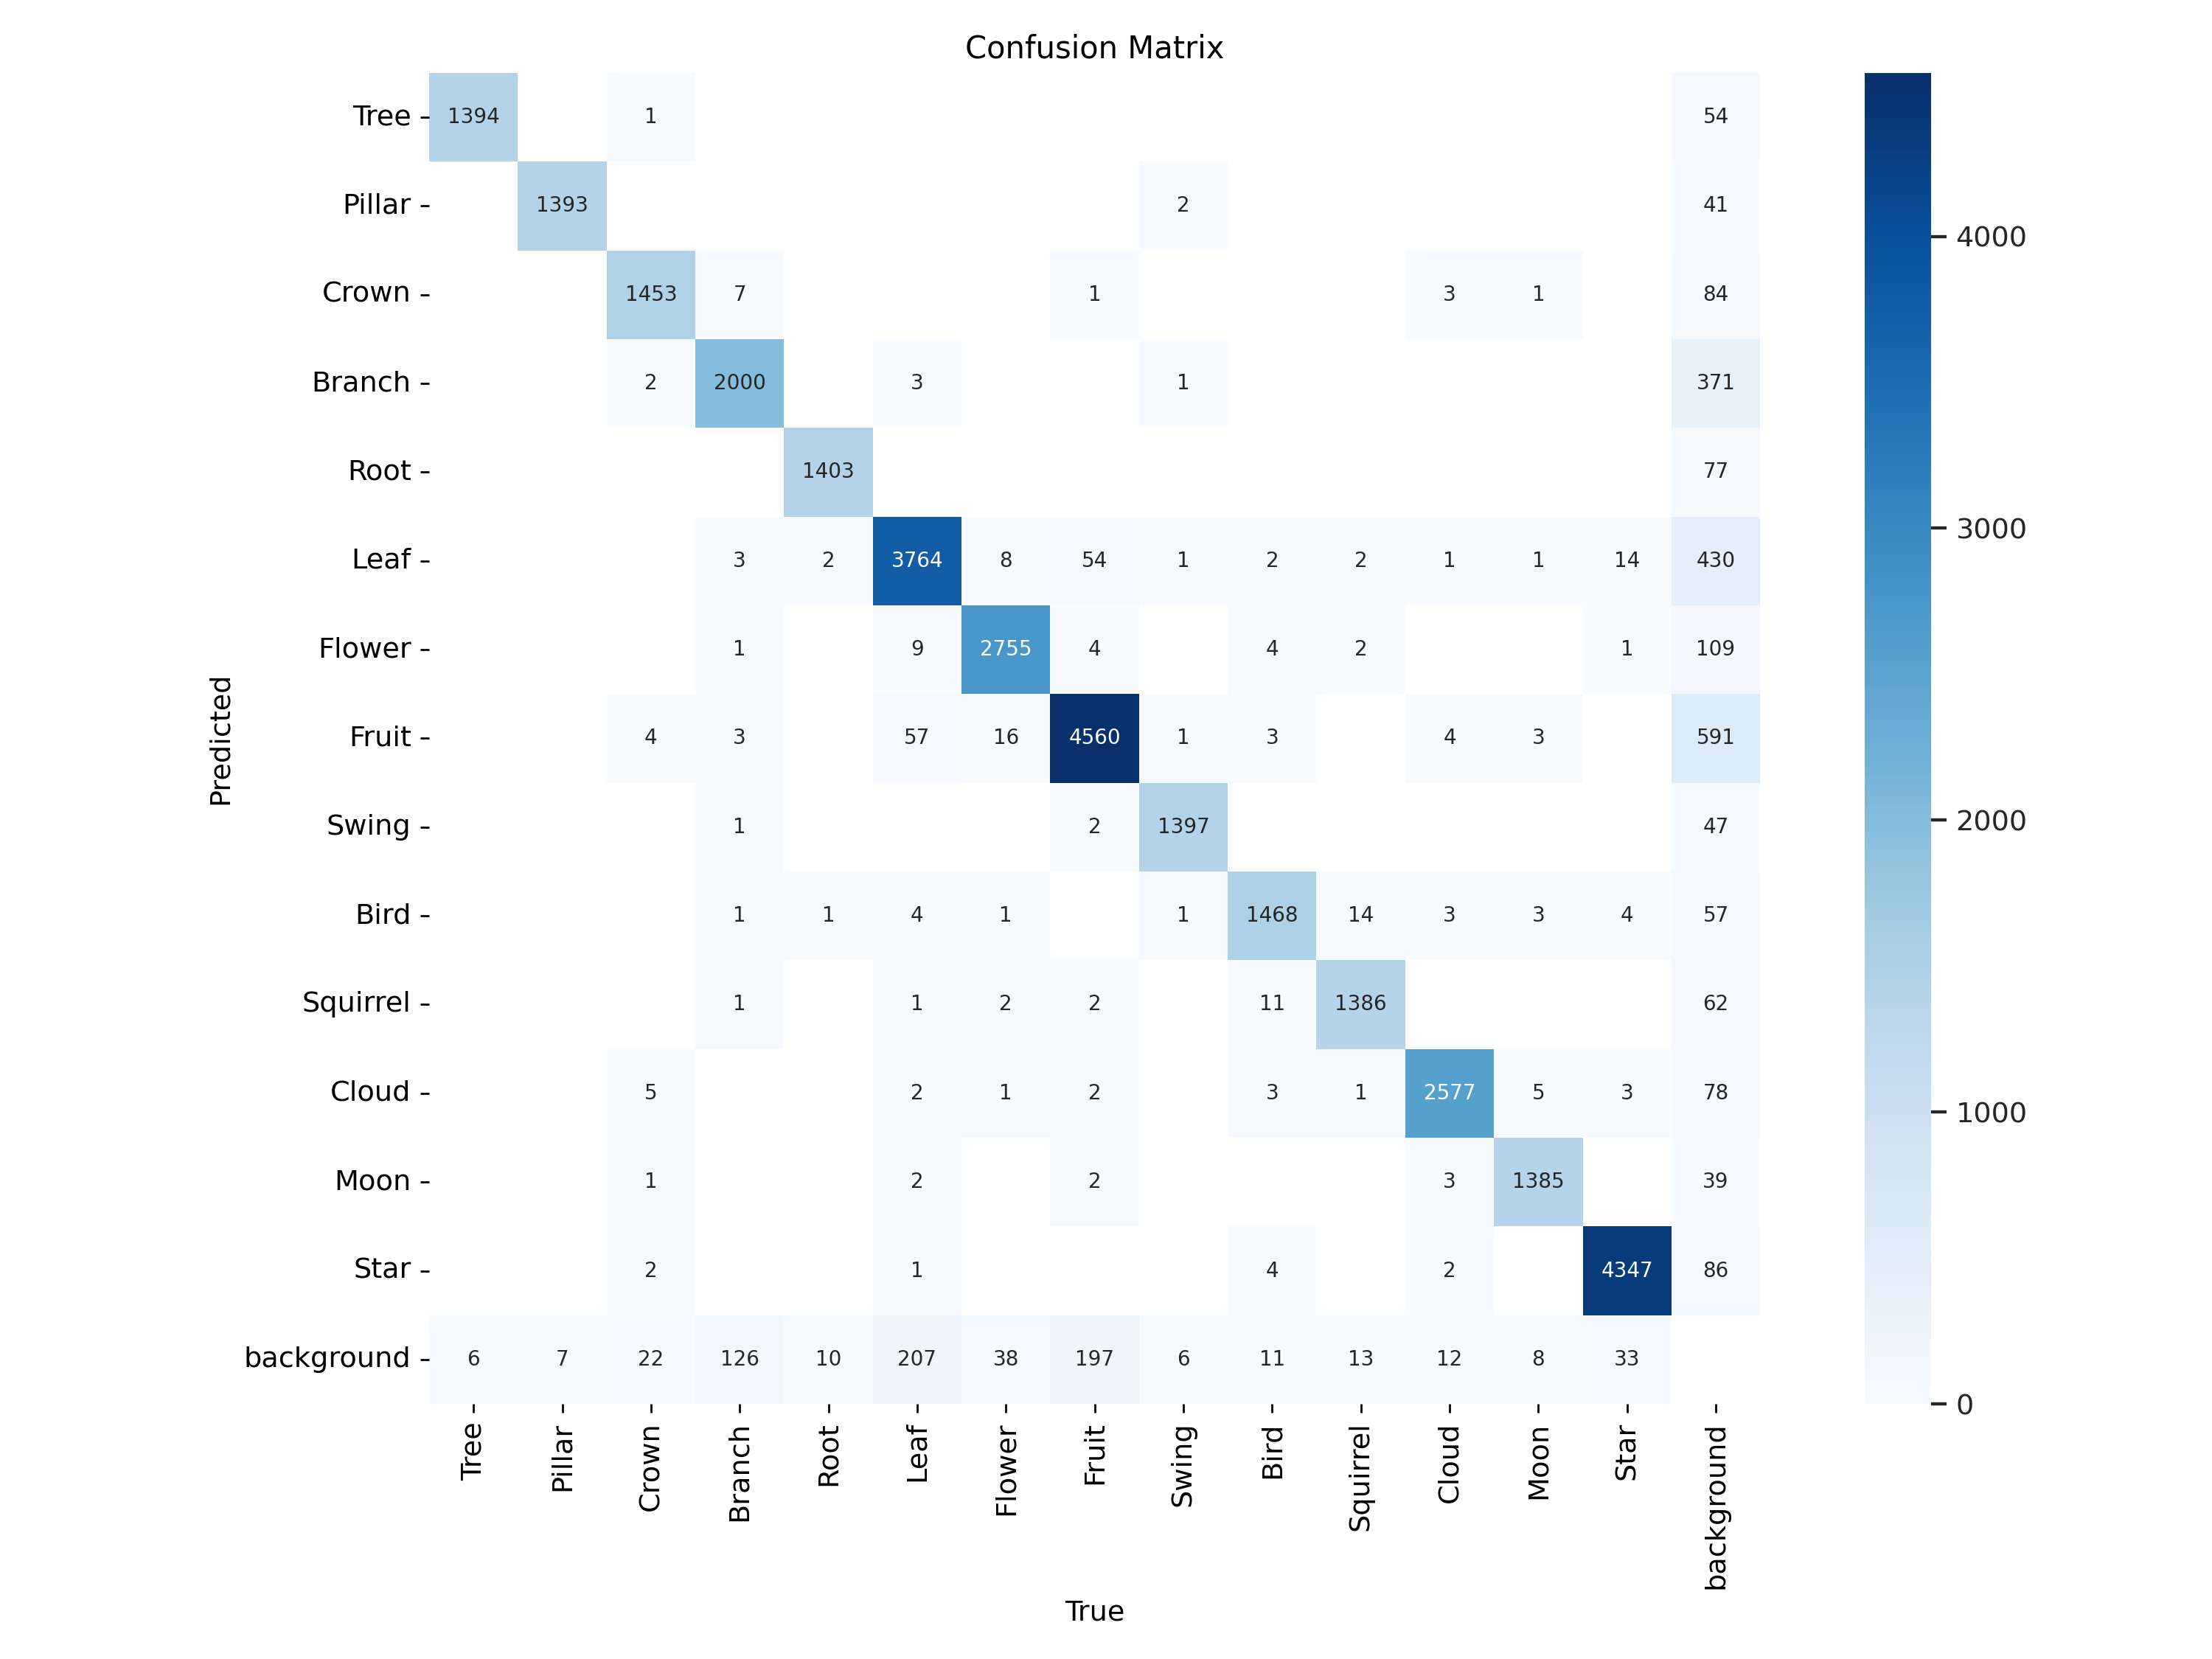 Confusion Matrix
Tree 1394 1 54
Pillar 1393 2 41
Crown 1453 7 1 3 1 84
Branch 2000 2 3 1 371
Root 1403 77
Leaf 3 2 3764 8 54 1 2 2 1 1 14 430
Flower 1 9 2755 4 4 2 1 109
Fruit 4 3 57 16 4560 1 3 4 3 591
Swing 1 2 1397 47
Bird 1 1 4 1 1 1468 14 3 3 4 57
Squirrel 1 1 2 2 11 1386 62
Cloud 5 2 1 2 3 1 2577 5 3 78
Moon 1 2 2 3 1385 39
Star 2 1 4 2 4347 86
background 6 7 22 126 10 207 38 197 6 11 13 12 8 33
Tree Pillar Crown Branch Root Leaf Flower Fruit Swing Bird Squirrel Cloud Moon Star background
True
Predicted
4000
3000
2000
1000
0